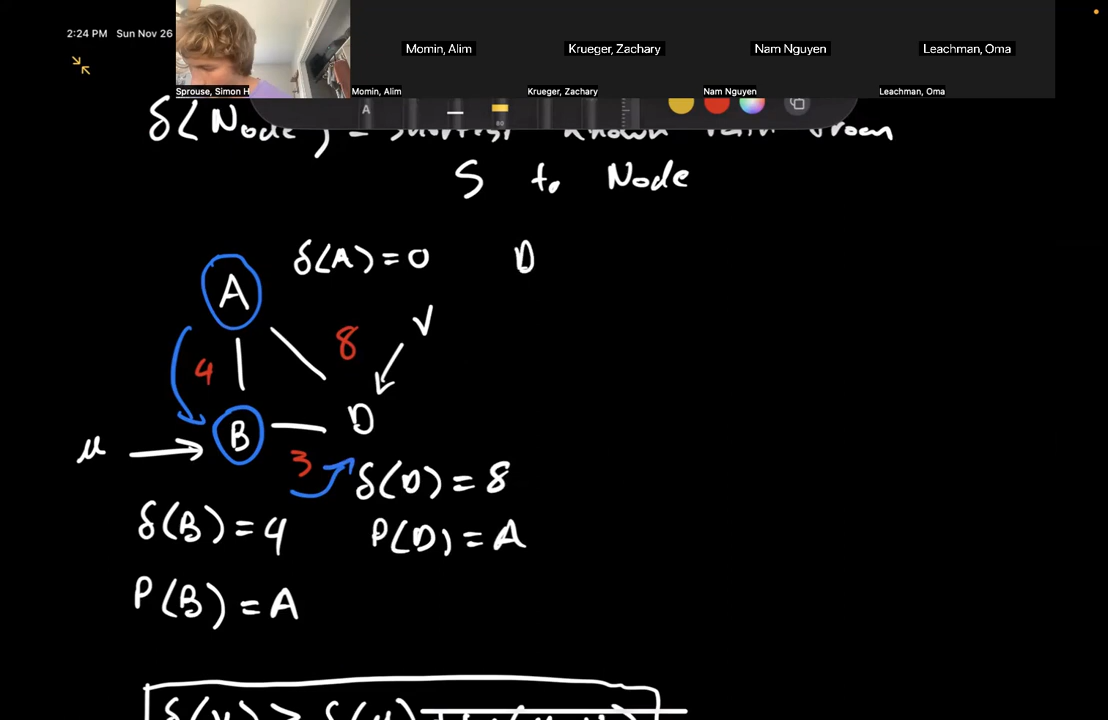 2:24 PM Sun Nov 26
Momin, Alim
Krueger, Zachary
Nam Nguyen
Leachman, Oma
Sprouse, Simon H
Momin, Alim
Krueger, Zachary
Nam Nguyen
Leachman, Oma
A
δ(Node) = shortest known path from
S to Node
δ(A) = 0 D
A
V
8
4
B
D
μ
3
δ(D) = 8
δ(B) = 4
P(D) = A
P(B) = A
δ(v) > δ(u)